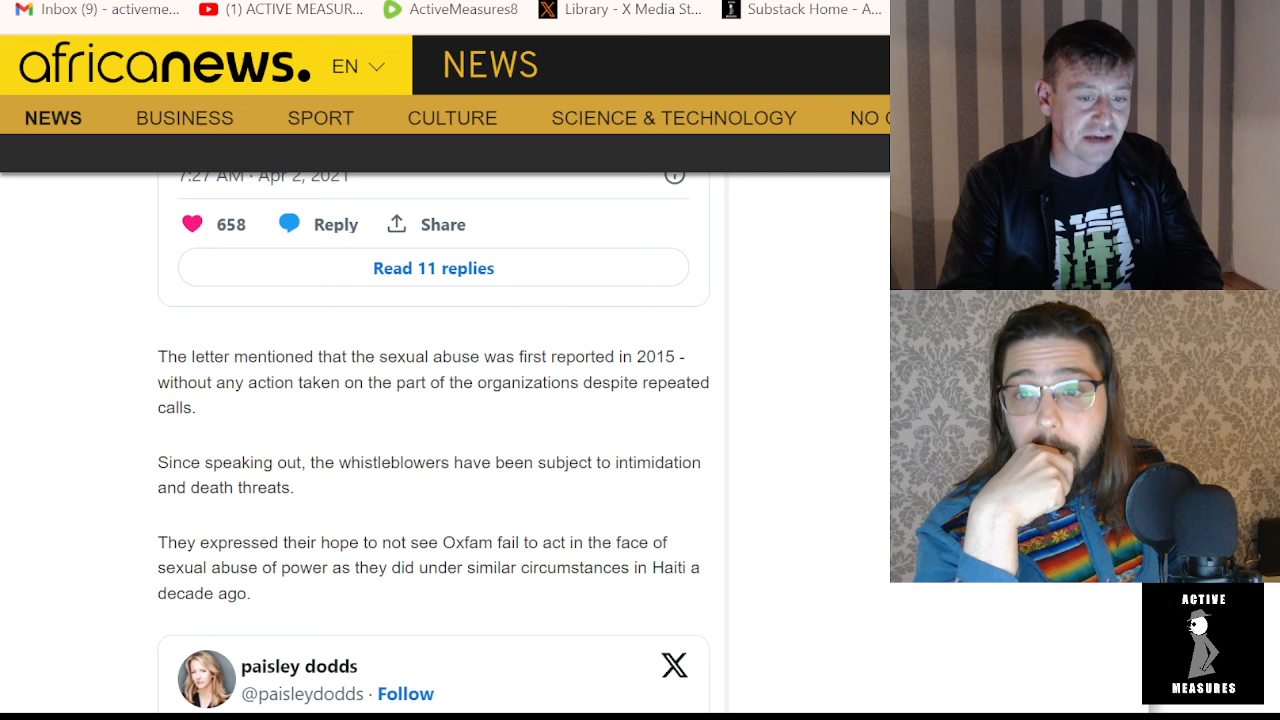 Inbox (9) - activeme...
(1) ACTIVE MEASUR...
ActiveMeasures8
Library - X Media St...
Substack Home - A...
africanews.
EN
NEWS
NEWS
BUSINESS
SPORT
CULTURE
SCIENCE & TECHNOLOGY
NO C
7:27 AM · Apr 2, 2021
658
Reply
Share
Read 11 replies
The letter mentioned that the sexual abuse was first reported in 2015 -
without any action taken on the part of the organizations despite repeated
calls.
Since speaking out, the whistleblowers have been subject to intimidation
and death threats.
They expressed their hope to not see Oxfam fail to act in the face of
sexual abuse of power as they did under similar circumstances in Haiti a
decade ago.
paisley dodds
@paisleydodds · Follow
ACTIVE
MEASURES